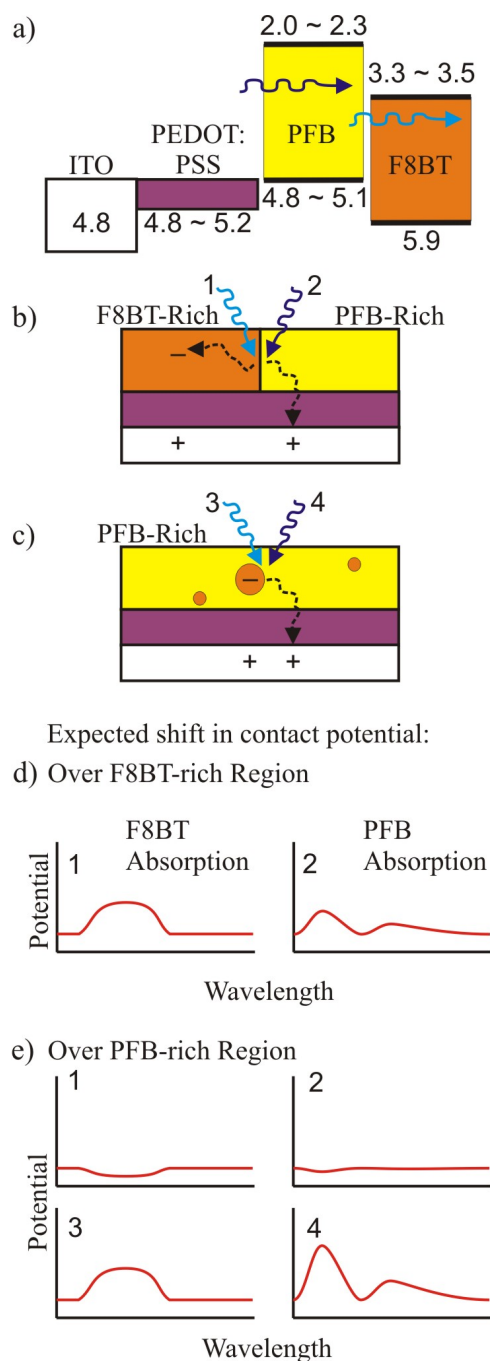 a)
2.0 ~ 2.3
3.3 ~ 3.5
PEDOT:
ITO
PSS
PFB
F8BT
4.8
4.8 ~ 5.2
4.8 ~ 5.1
5.9
1
2
b)
F8BT-Rich
PFB-Rich
–
+
+
3
4
c)
PFB-Rich
–
+
+
Expected shift in contact potential:
d) Over F8BT-rich Region
F8BT
Absorption
PFB
Absorption
1
2
Potential
Wavelength
e) Over PFB-rich Region
1
2
3
4
Potential
Wavelength